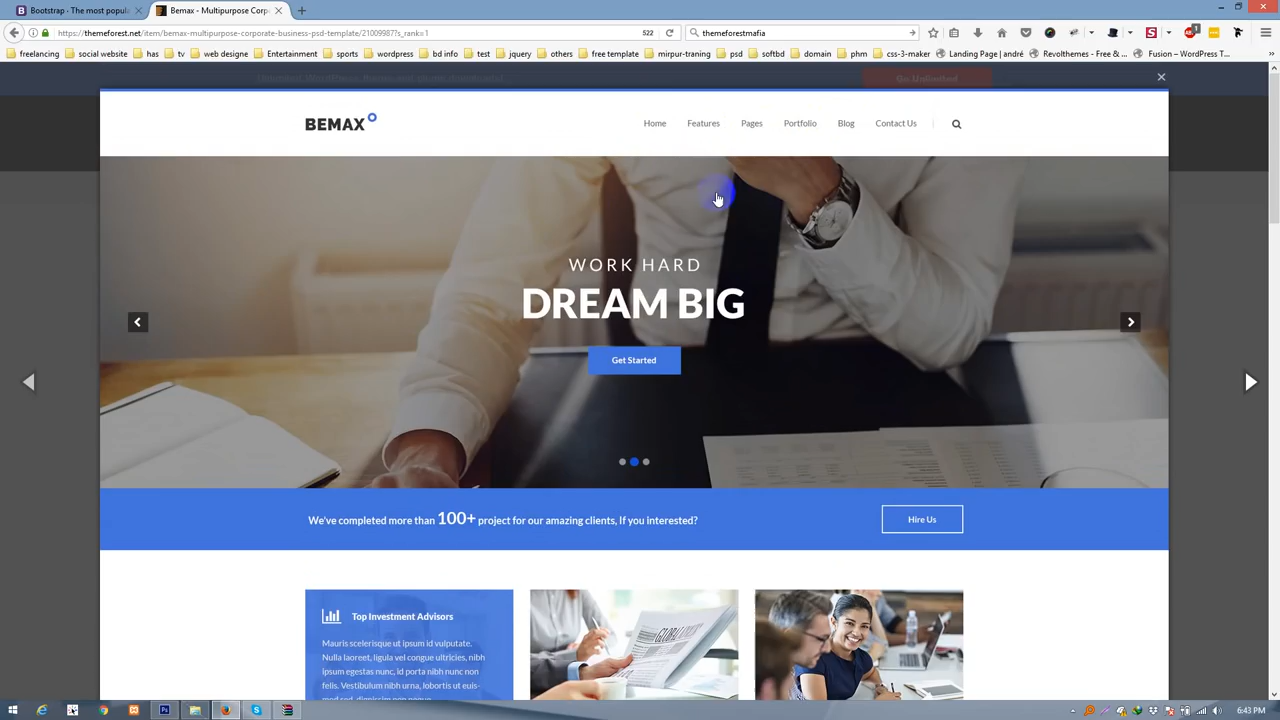 Bootstrap - The most popula
Bemax - Multipurpose Corp
https://themeforest.net/item/bemax-multipurpose-corporate-business-psd-template/21009987?s_rank=1
522
themeforestmafia
freelancing
social website
has
tv
web designe
Entertainment
sports
wordpress
bd info
test
jquery
others
free template
mirpur-traning
psd
softbd
domain
phm
css-3-maker
Landing Page | andré
Revolthemes - Free & ...
Fusion – WordPress T...
Go Unlimited
BEMAX
Home
Features
Pages
Portfolio
Blog
Contact Us
WORK HARD
DREAM BIG
Get Started
We've completed more than 100+ project for our amazing clients, If you interested?
Hire Us
Top Investment Advisors
Mauris scelerisque ut ipsum id vulputate.
Nulla laoreet, ligula vel congue ultricies, nibh
ipsum egestas nunc, id porta nibh nunc non
felis. Vestibulum nibh urna, lobortis ut euis-
6:43 PM